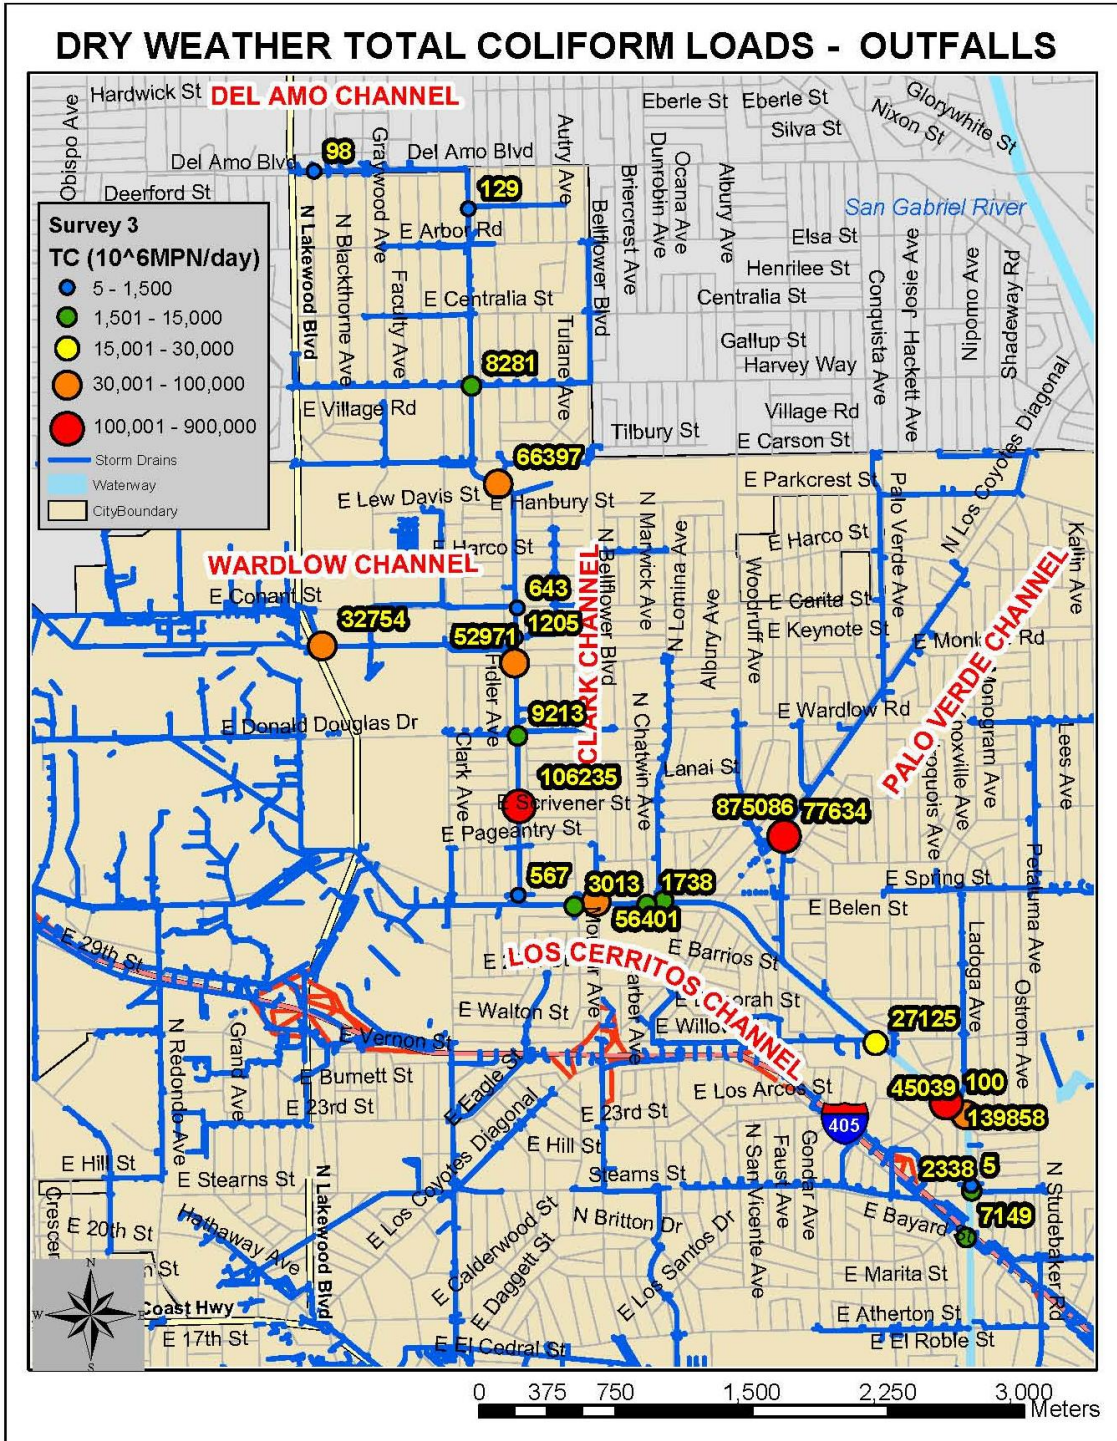 DRY WEATHER TOTAL COLIFORM LOADS - OUTFALLS
Hardwick St
DEL AMO CHANNEL
Obispo Ave
Eberle St
Eberle St
Glorywhite St
Nixon St
Silva St
Autry Ave
Graywood Ave
98
Del Amo Blvd
Del Amo Blvd
Dunrobin Ave
Ocana Ave
Albury Ave
Briercrest Ave
Deerford St
129
San Gabriel River
Survey 3
TC (10^6MPN/day)
5 - 1,500
1,501 - 15,000
15,001 - 30,000
30,001 - 100,000
100,001 - 900,000
Storm Drains
Waterway
CityBoundary
N Lakewood Blvd
N Blackthorne Ave
E Arbor Rd
Bellflower Blvd
Elsa St
Josie Ave
Hackett Ave
Nipomo Ave
Shapeway Rd
Henrilee St
Faculty Ave
E Centralia St
Centralia St
Conquista Ave
Tulane Ave
Gallup St
Harvey Way
8281
E Village Rd
Village Rd
Tilbury St
E Carson St
N Los Coyotes Diagonal
66397
E Parkcrest St
Palo Verde Ave
E Lew Davis St
E Hanbury St
N Marwick Ave
N Lomina Ave
Kallin Ave
E Harco St
E Harco St
N Bellflower Blvd
WARDLOW CHANNEL
CLARK CHANNEL
PALO VERDE CHANNEL
Woodruff Ave
643
E Conant St
E Carita St
Albury Ave
32754
1205
52971
E Keynote St
Fidler Ave
E Wardlow Rd
Monogram Ave
9213
E Donald Douglas Dr
N Chatwin Ave
Lees Ave
Clark Ave
Lanai St
106235
E Scrivener St
875086
77634
E Pageantry St
Petaluma Ave
E Spring St
567
3013
1738
56401
E Belen St
E 29th St
LOS CERRITOS CHANNEL
E Barrios St
Ladoga Ave
Ostrom Ave
E Walton St
27125
N Redondo Ave
Grand Ave
E Vernon St
E Burnett St
E Eagle St
E Los Arcos St
45039
100
139858
E 23rd St
E 23rd St
405
E Los Coyotes Diagonal
E Hill St
E Hill St
N San Vicente Ave
Faust Ave
Gondar Ave
E Stearns St
Stearns St
2338
5
N Studebaker Rd
Hathaway Ave
N Lakewood Blvd
E 20th St
N Britton Dr
E Bayard St
7149
E Calderwood St
E Daggett St
E Los Santos Dr
E Marita St
N
W
E
S
Coast Hwy
E 17th St
E Atherton St
E El Roble St
E El Cedral St
0 375 750 1,500 2,250 3,000
Meters